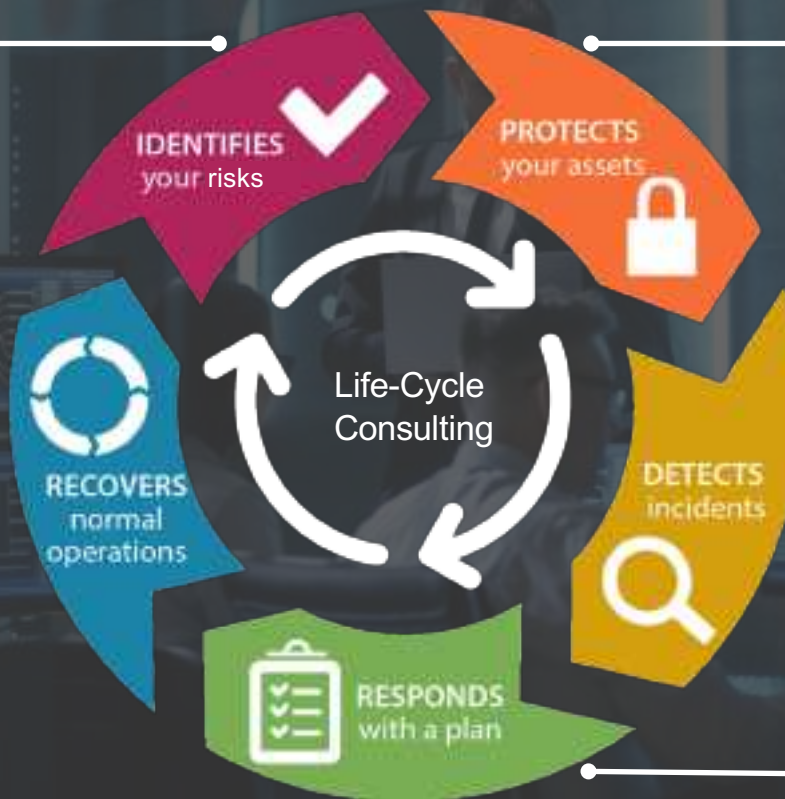 IDENTIFIES
your risks
PROTECTS
your assets
Life-Cycle
Consulting
DETECTS
incidents
RESPONDS
with a plan
RECOVERS
normal
operations